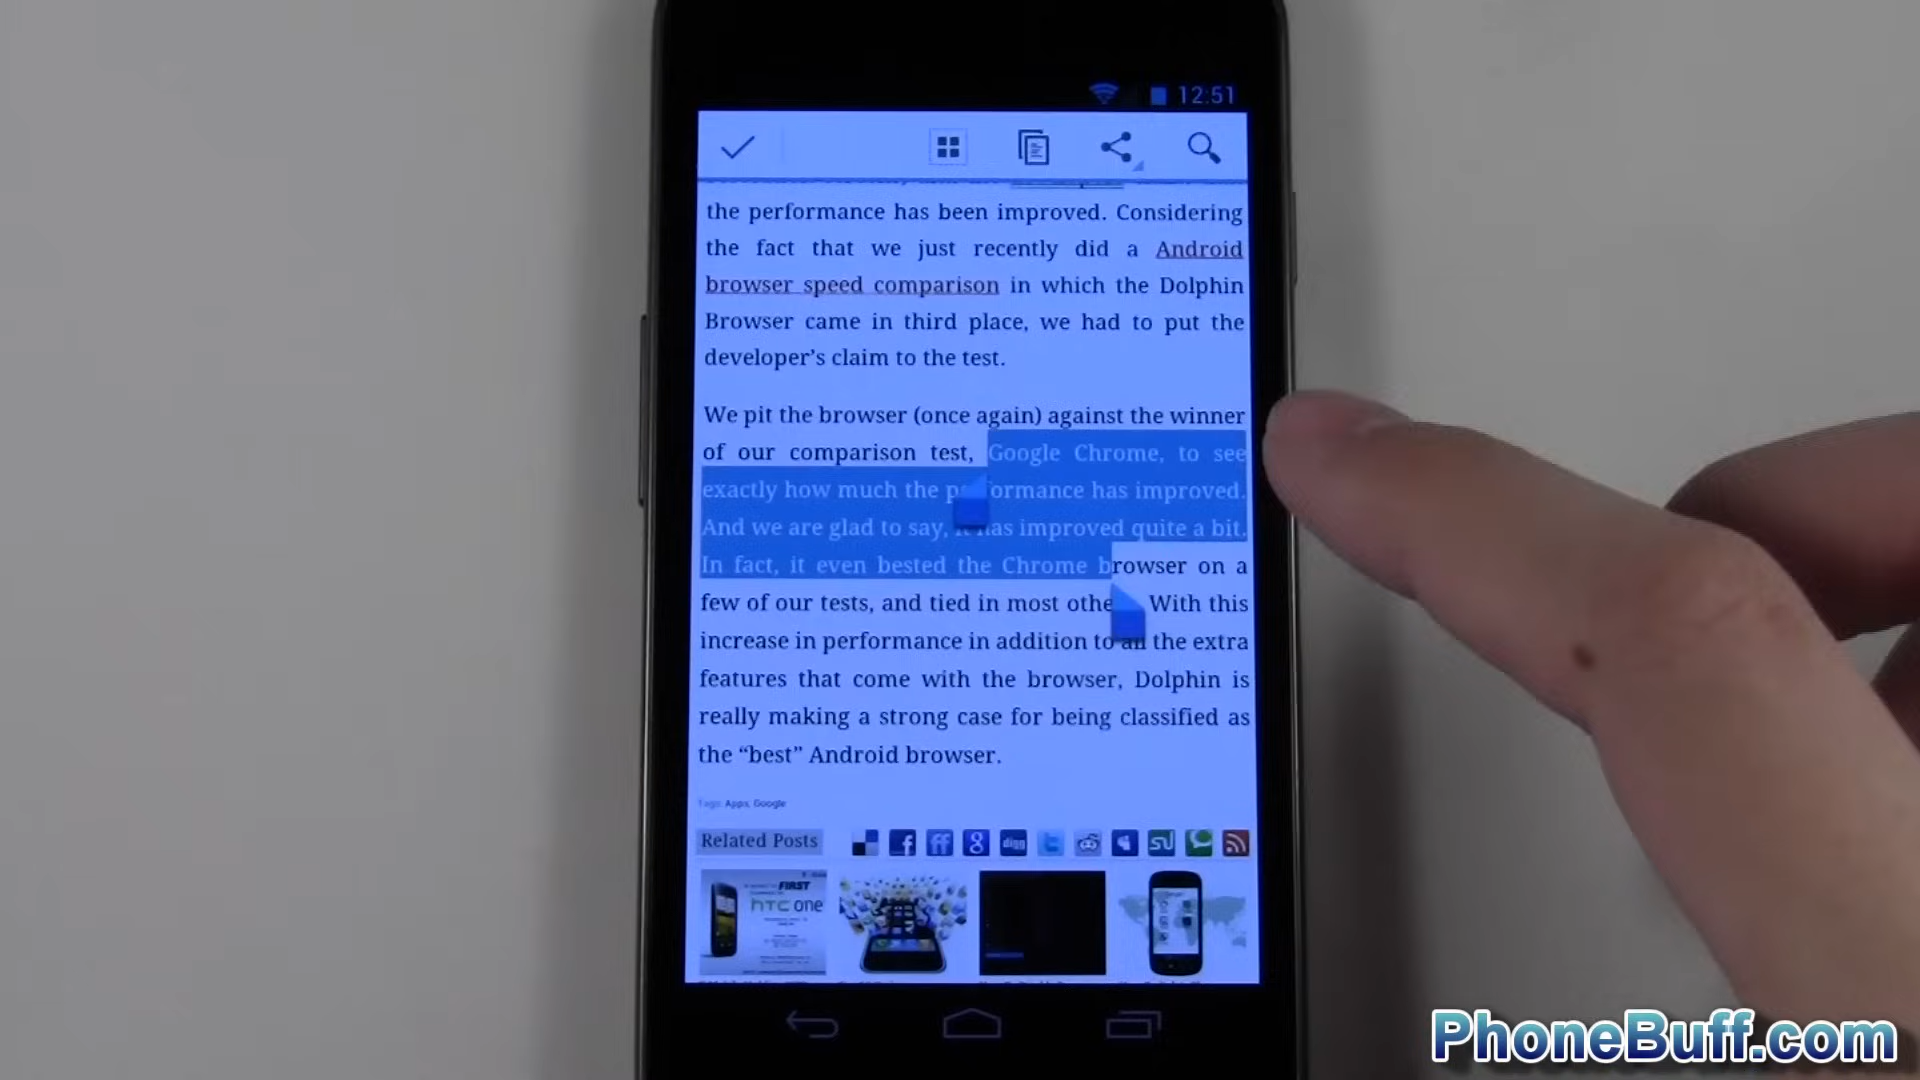 12:51
the performance has been improved. Considering
the fact that we just recently did a Android
browser speed comparison in which the Dolphin
Browser came in third place, we had to put the
developer’s claim to the test.
We pit the browser (once again) against the winner
of our comparison test, Google Chrome, to see
exactly how much the performance has improved.
And we are glad to say, it has improved quite a bit.
In fact, it even bested the Chrome browser on a
few of our tests, and tied in most With this
increase in performance in addition to all the extra
features that come with the browser, Dolphin is
really making a strong case for being classified as
the “best” Android browser.
Tags: Apps, Google
Related Posts
digg
FIRST
hTC one
PhoneBuff.com